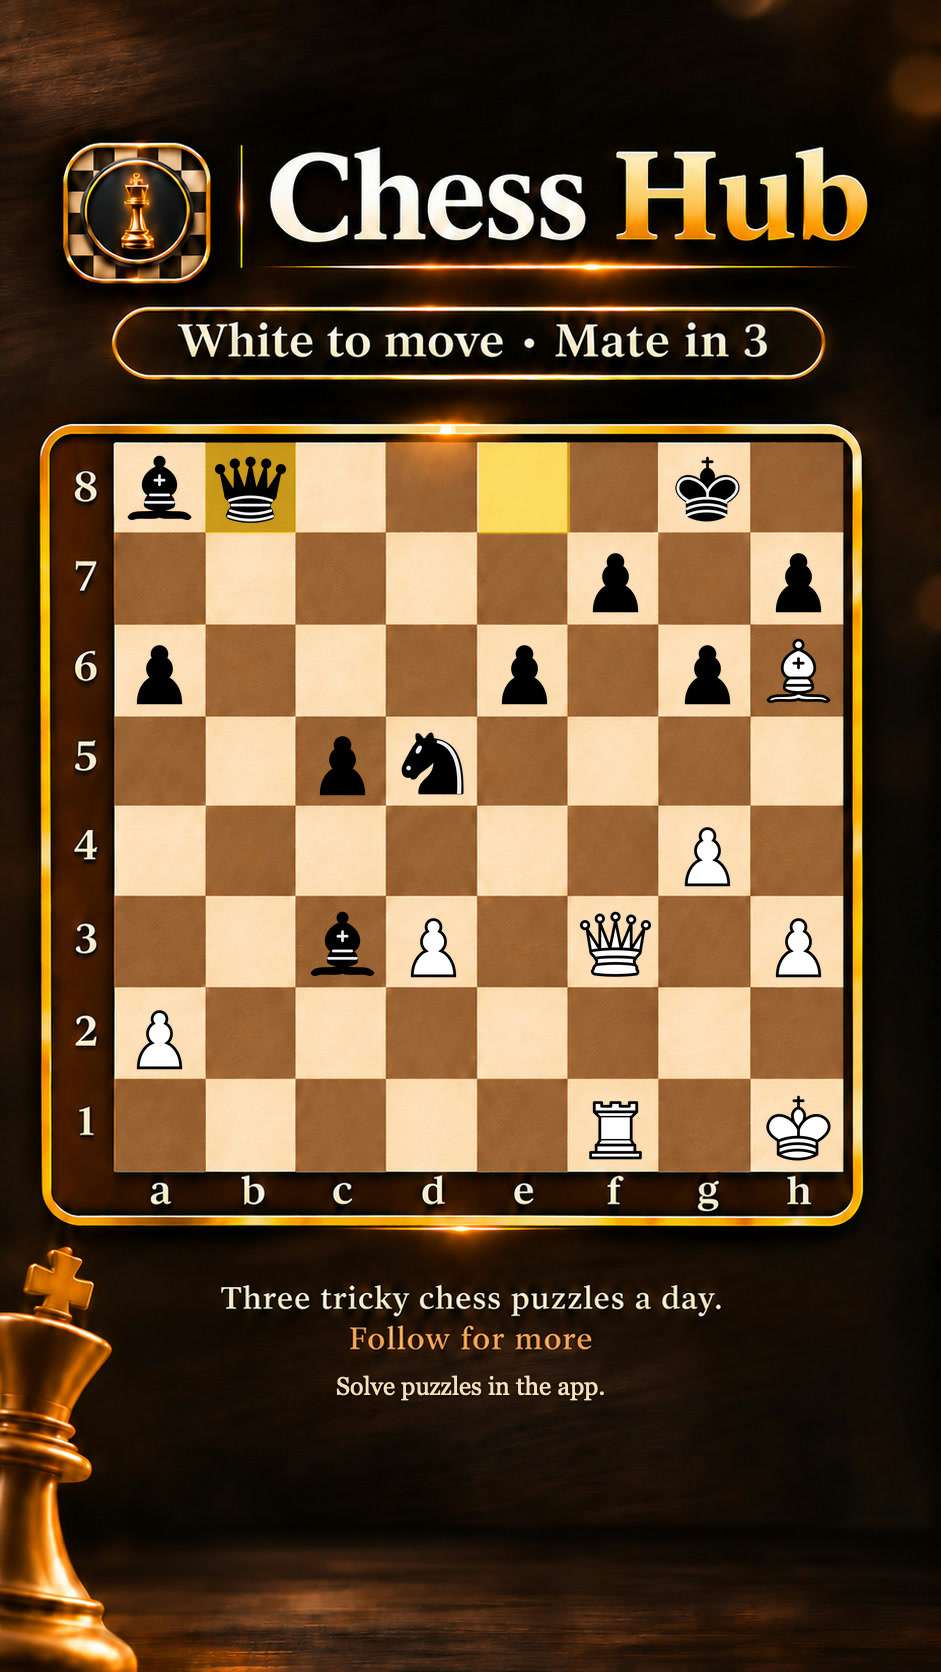 Chess Hub
White to move • Mate in 3
8
7
6
5
4
3
2
1
a b c d e f g h
Three tricky chess puzzles a day.
Follow for more
Solve puzzles in the app.